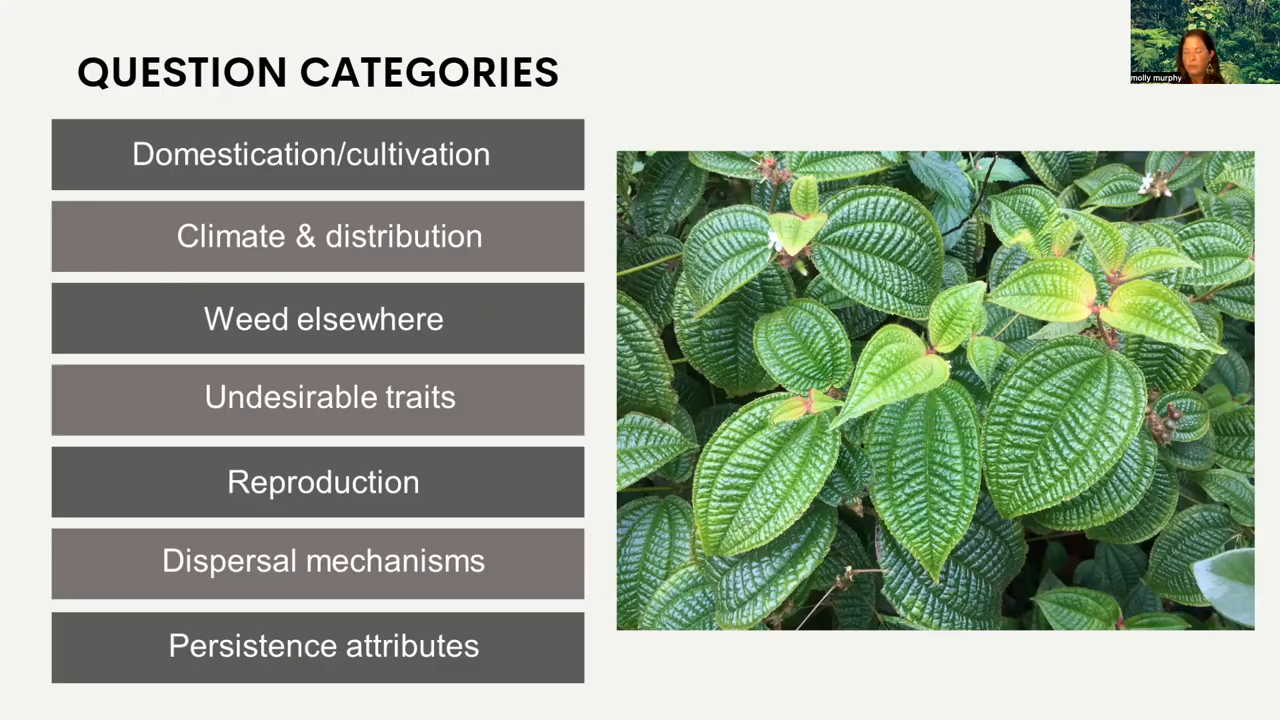 QUESTION CATEGORIES
Domestication/cultivation
Climate & distribution
Weed elsewhere
Undesirable traits
Reproduction
Dispersal mechanisms
Persistence attributes
molly murphy